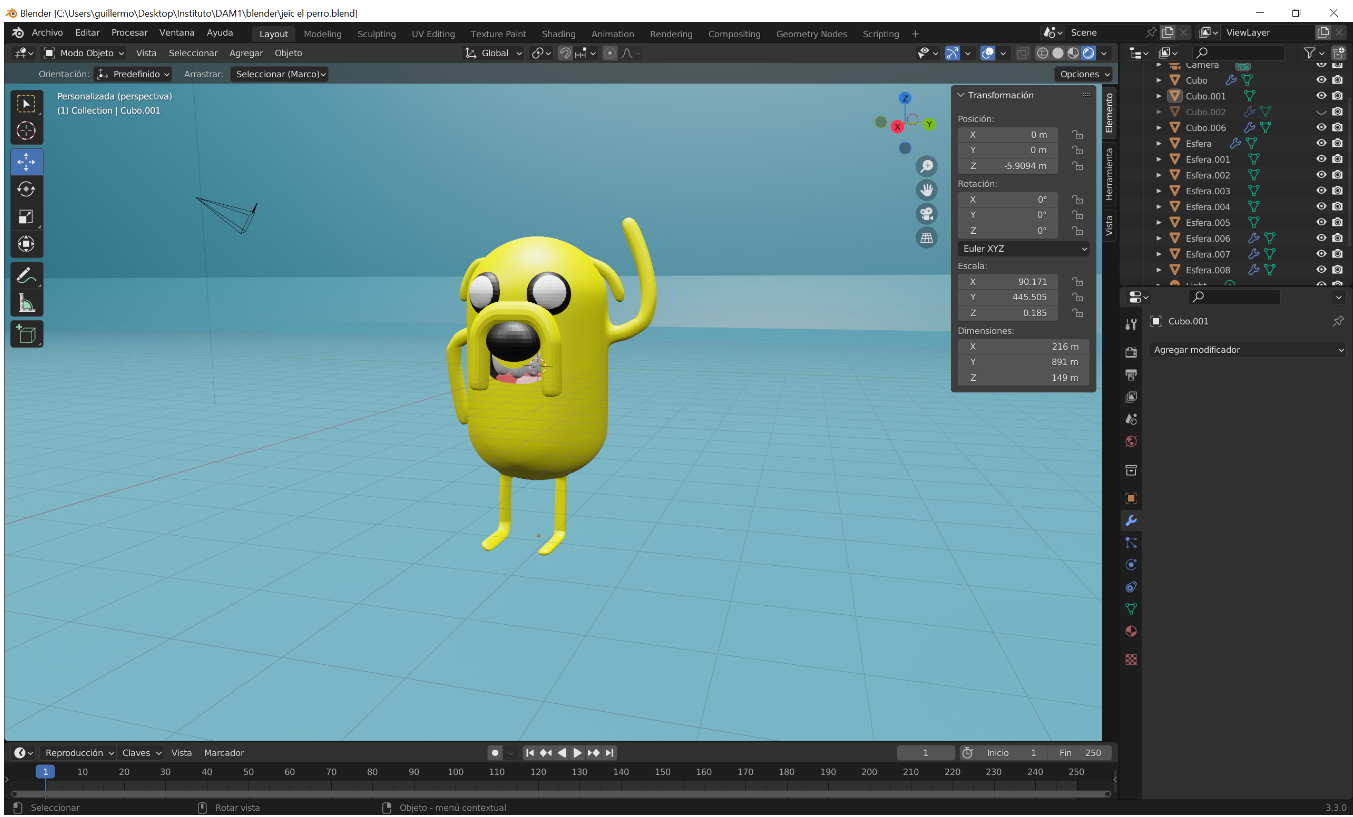 Blender [C:\Users\guillermo\Desktop\Instituto\DAM1\blender\jeic el perro.blend]
Archivo Editar Procesar Ventana Ayuda Layout Modeling Sculpting UV Editing Texture Paint Shading Animation Rendering Compositing Geometry Nodes Scripting + Scene ViewLayer
Modo Objeto Vista Seleccionar Agregar Objeto Global
Orientación: Predefinido Arrastrar: Seleccionar (Marco) Opciones
Personalizada (perspectiva)
(1) Collection | Cubo.001
Z
Y
X
Transformación
Posición:
X 0 m
Y 0 m
Z -5.9094 m
Rotación:
X 0°
Y 0°
Z 0°
Euler XYZ
Escala:
X 90.171
Y 445.505
Z 0.185
Dimensiones:
X 216 m
Y 891 m
Z 149 m
Elemento
Herramienta
Vista
Camera
Cubo
Cubo.001
Cubo.002
Cubo.006
Esfera
Esfera.001
Esfera.002
Esfera.003
Esfera.004
Esfera.005
Esfera.006
Esfera.007
Esfera.008
Light
Cubo.001
Agregar modificador
Reproducción Claves Vista Marcador 1 Inicio 1 Fin 250
1 10 20 30 40 50 60 70 80 90 100 110 120 130 140 150 160 170 180 190 200 210 220 230 240 250
Seleccionar Rotar vista Objeto - menú contextual 3.3.0